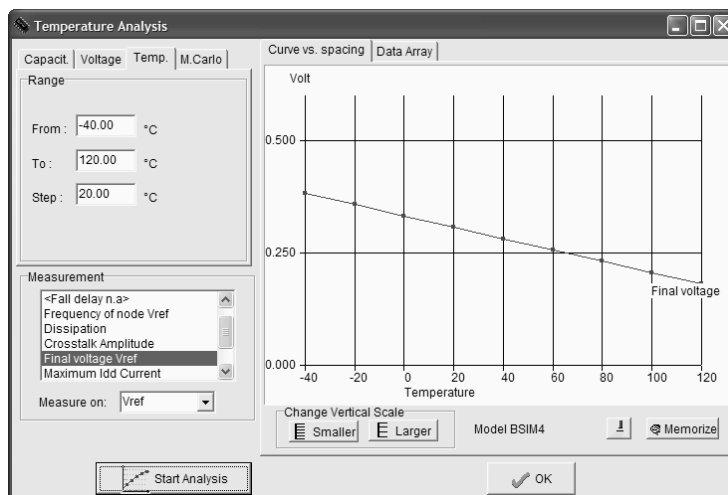 Temperature Analysis
Capacit.
Voltage
Temp.
M.Carlo
Range
From :
-40.00
°C
To :
120.00
°C
Step :
20.00
°C
Measurement
<Fall delay n.a>
Frequency of node Vref
Dissipation
Crosstalk Amplitude
Final voltage Vref
Maximum Idd Current
Measure on:
Vref
Start Analysis
Curve vs. spacing
Data Array
Volt
0.500
0.250
0.000
-40
-20
0
20
40
60
80
100
120
Temperature
Final voltage
Change Vertical Scale
Smaller
Larger
Model BSIM4
Memorize
OK